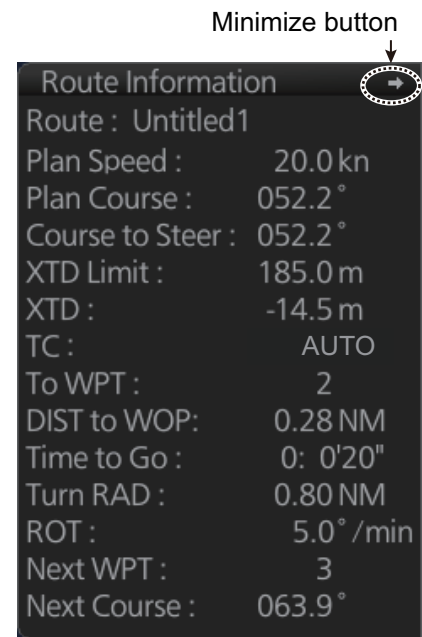 Minimize button
Route Information
Route : Untitled1
Plan Speed : 20.0 kn
Plan Course : 052.2°
Course to Steer : 052.2°
XTD Limit : 185.0 m
XTD : -14.5 m
TC : AUTO
To WPT : 2
DIST to WOP: 0.28 NM
Time to Go : 0: 0'20"
Turn RAD : 0.80 NM
ROT : 5.0°/min
Next WPT : 3
Next Course : 063.9°